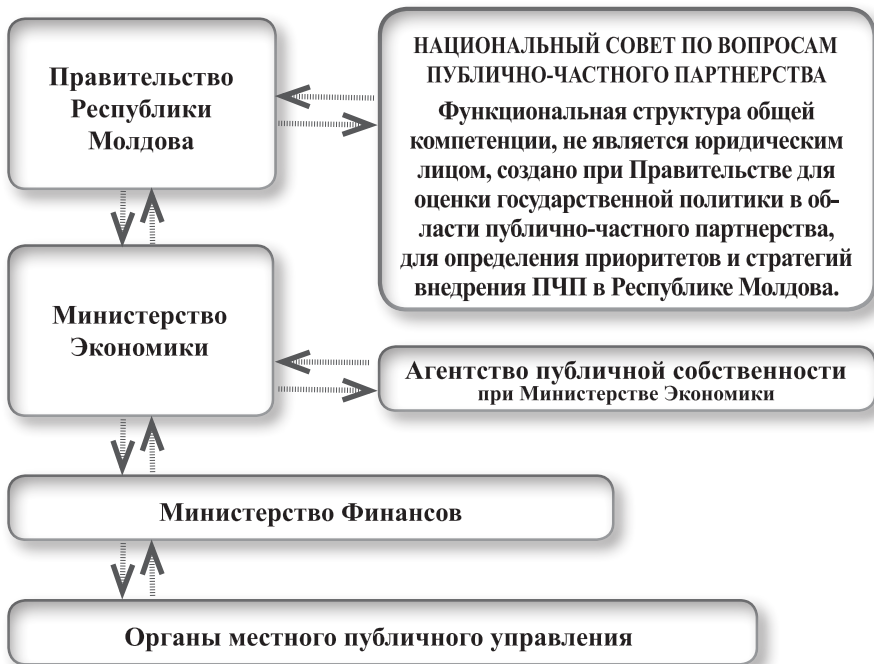 Правительство
Республики
Молдова
НАЦИОНАЛЬНЫЙ СОВЕТ ПО ВОПРОСАМ
ПУБЛИЧНО-ЧАСТНОГО ПАРТНЕРСТВА
Функциональная структура общей
компетенции, не является юридическим
лицом, создано при Правительстве для
оценки государственной политики в об-
ласти публично-частного партнерства,
для определения приоритетов и стратегий
внедрения ПЧП в Республике Молдова.
Министерство
Экономики
Агентство публичной собственности
при Министерстве Экономики
Министерство Финансов
Органы местного публичного управления